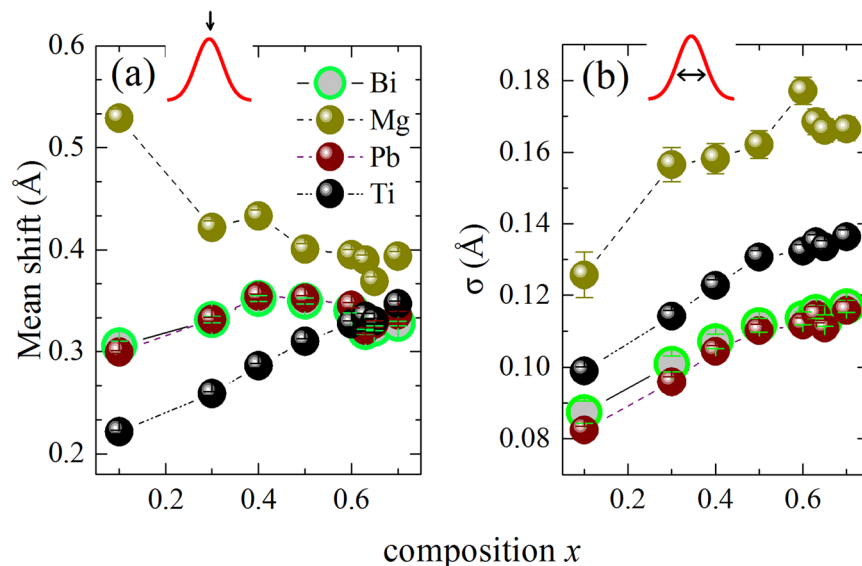 (a)
Bi
Mg
Pb
Ti
Mean shift (Å)
0.6
0.5
0.4
0.3
0.2
0.2 0.4 0.6
(b)
σ (Å)
0.18
0.16
0.14
0.12
0.10
0.08
0.2 0.4 0.6
composition x